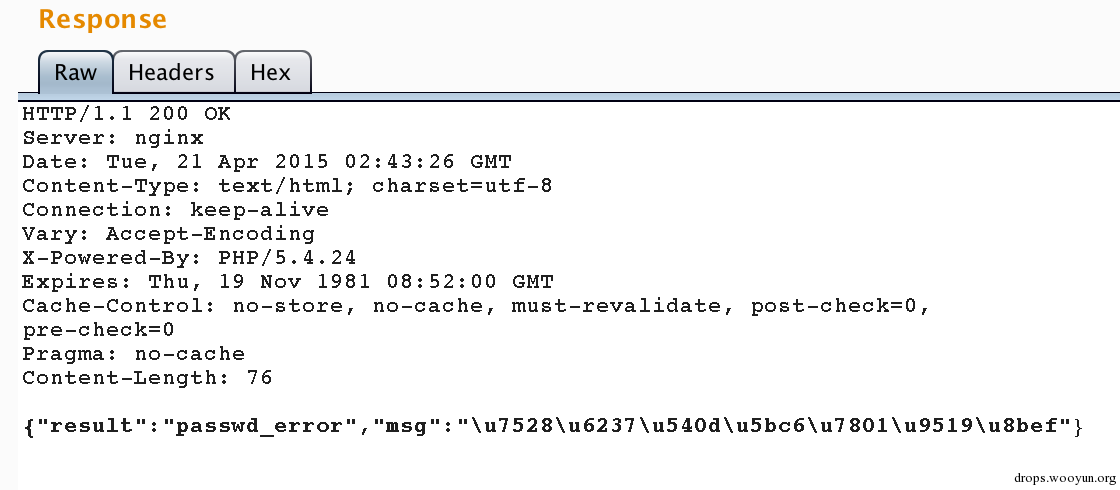 Response
Raw Headers Hex
HTTP/1.1 200 OK
Server: nginx
Date: Tue, 21 Apr 2015 02:43:26 GMT
Content-Type: text/html; charset=utf-8
Connection: keep-alive
Vary: Accept-Encoding
X-Powered-By: PHP/5.4.24
Expires: Thu, 19 Nov 1981 08:52:00 GMT
Cache-Control: no-store, no-cache, must-revalidate, post-check=0,
pre-check=0
Pragma: no-cache
Content-Length: 76
{"result":"passwd_error","msg":"\u7528\u6237\u540d\u5bc6\u7801\u9519\u8bef"}
drops.wooyun.org